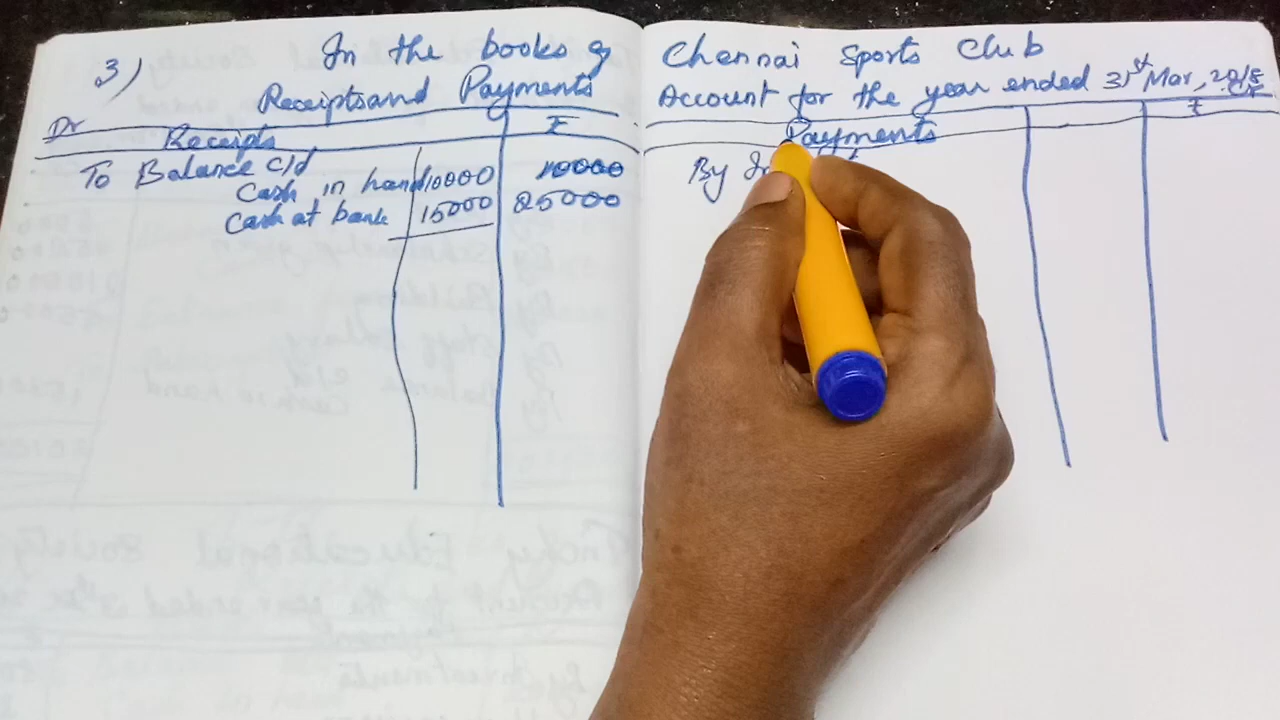 3) In the books of Chennai Sports Club
Receipts and Payments Account for the year ended 31st Mar, 2018
Dr Receipts ₹ Payments Cr ₹
To Balance c/d 10000 By
Cash in hand 10000
Cash at bank 15000 25000